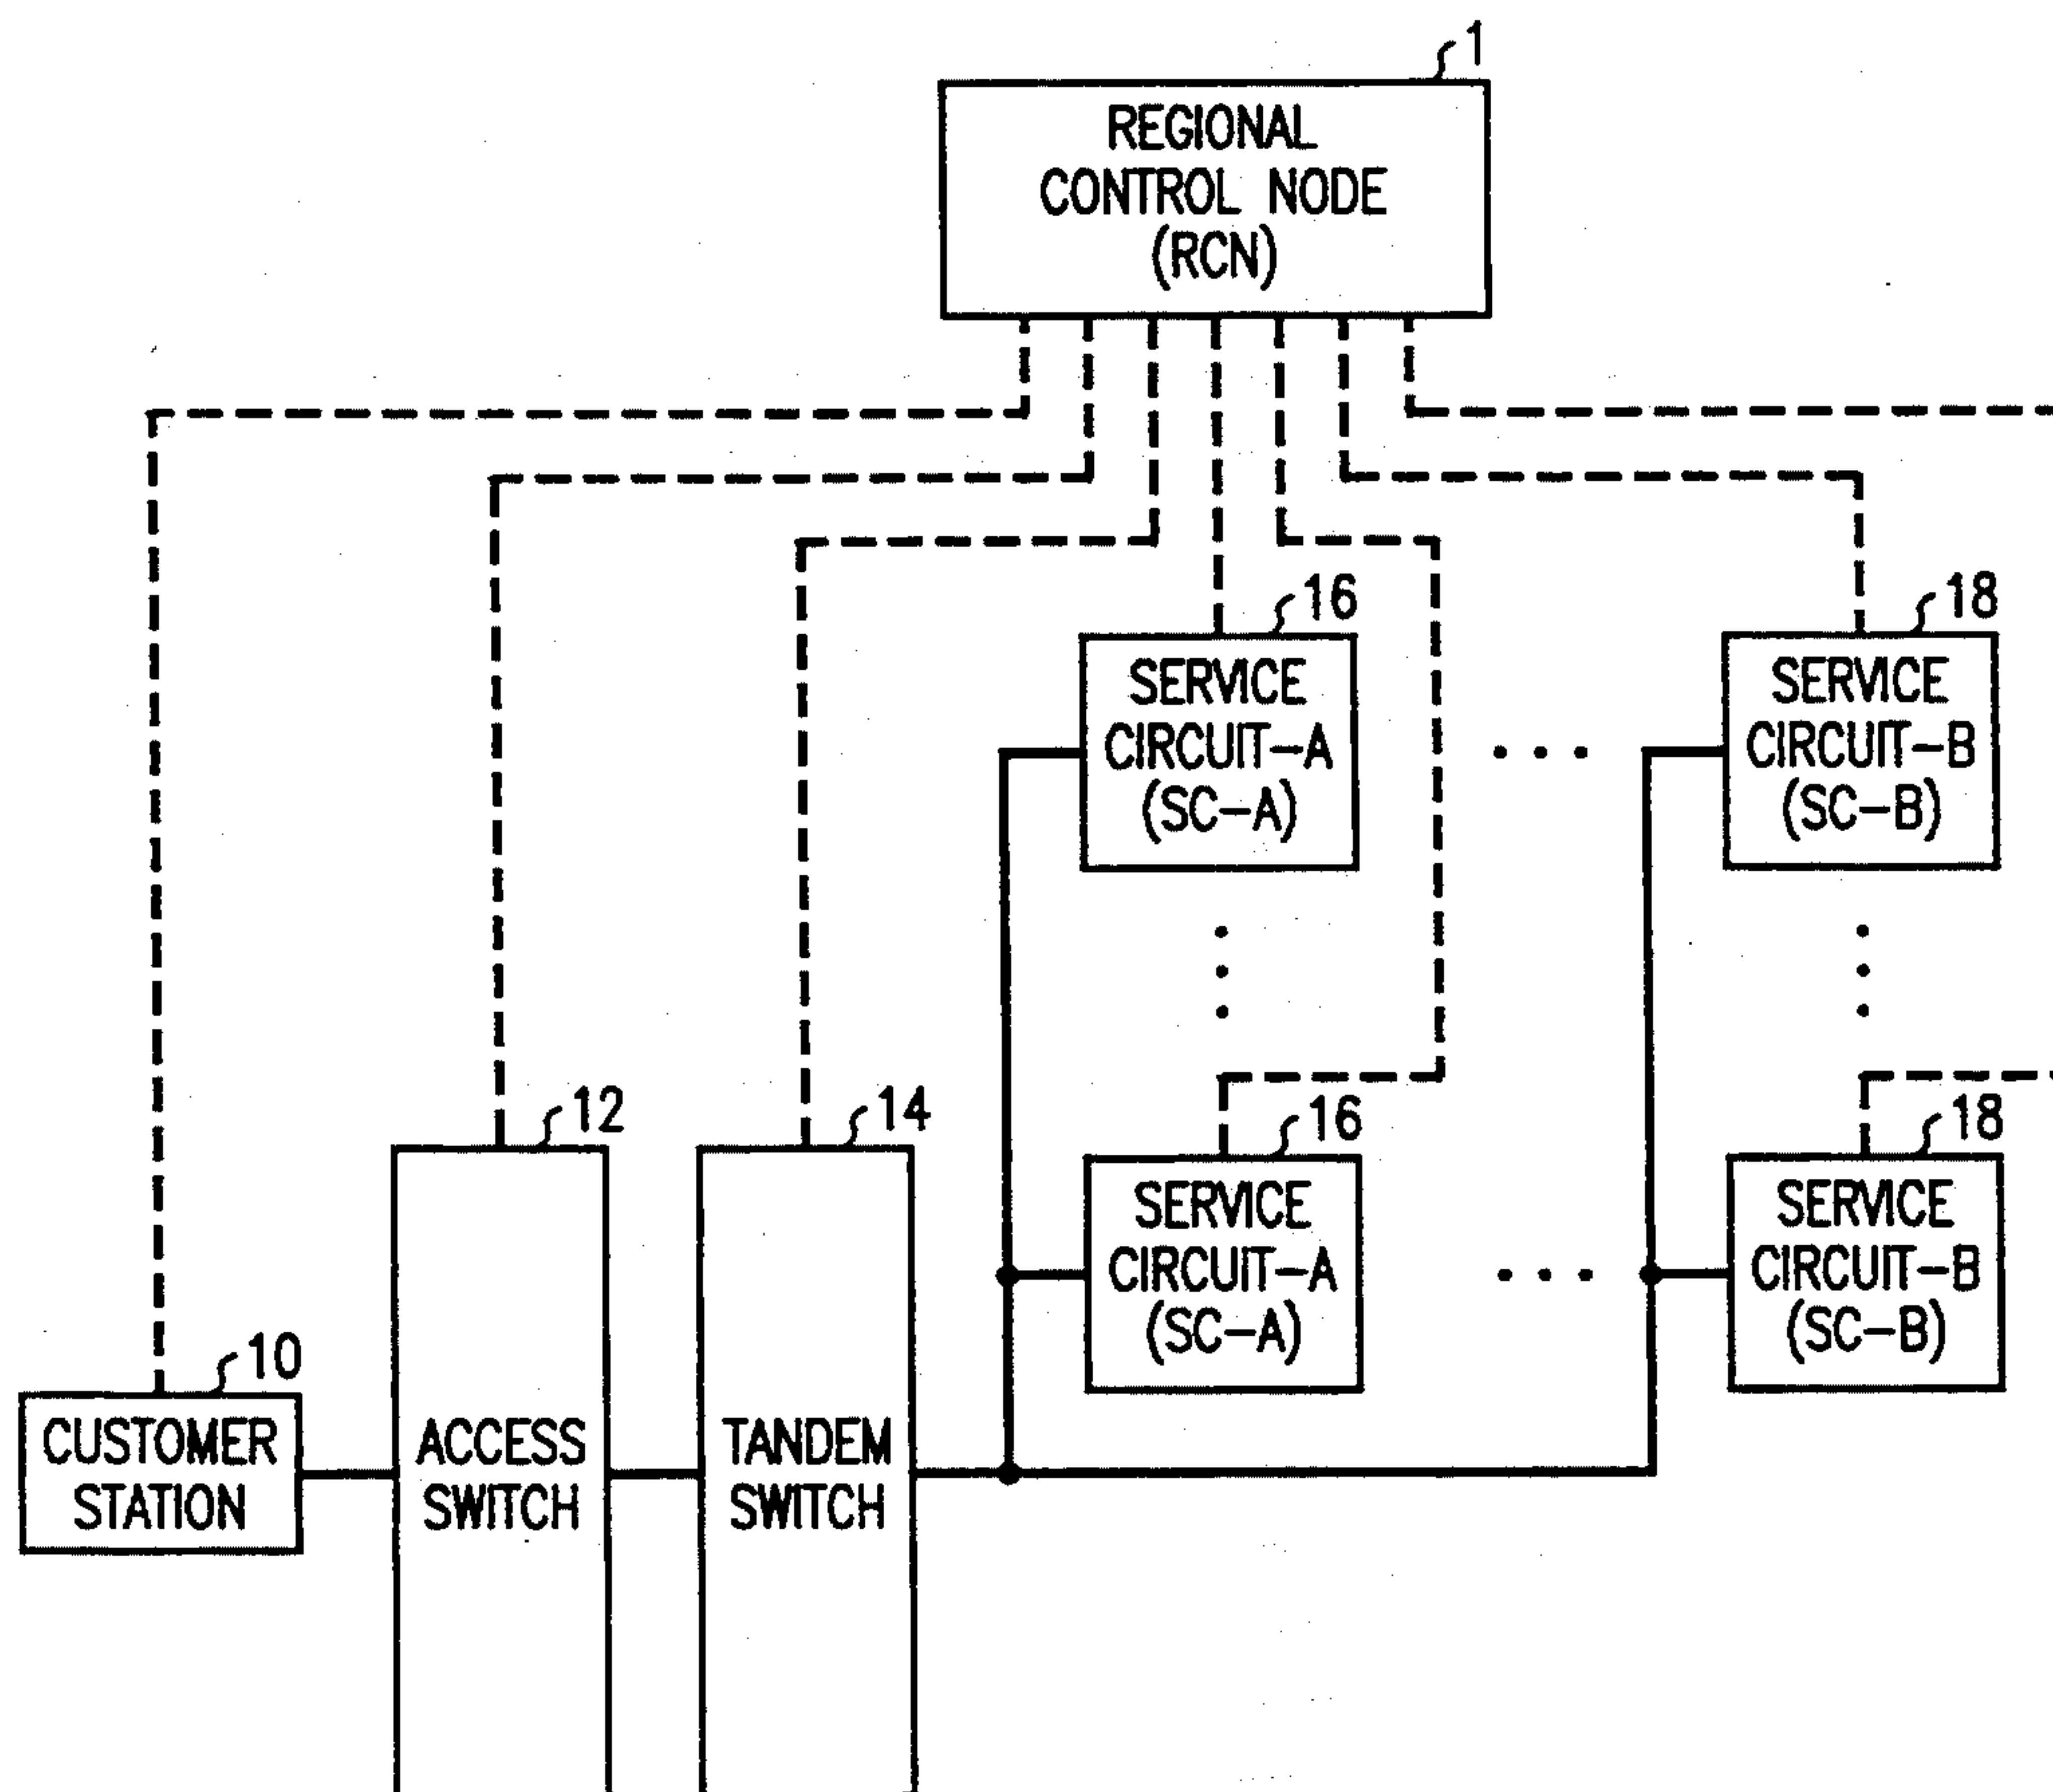 1
REGIONAL
CONTROL NODE
(RCN)
16
SERVICE
CIRCUIT-A
(SC-A)
18
SERVICE
CIRCUIT-B
(SC-B)
12
14
16
SERVICE
CIRCUIT-A
(SC-A)
18
SERVICE
CIRCUIT-B
(SC-B)
10
CUSTOMER
STATION
ACCESS
SWITCH
TANDEM
SWITCH